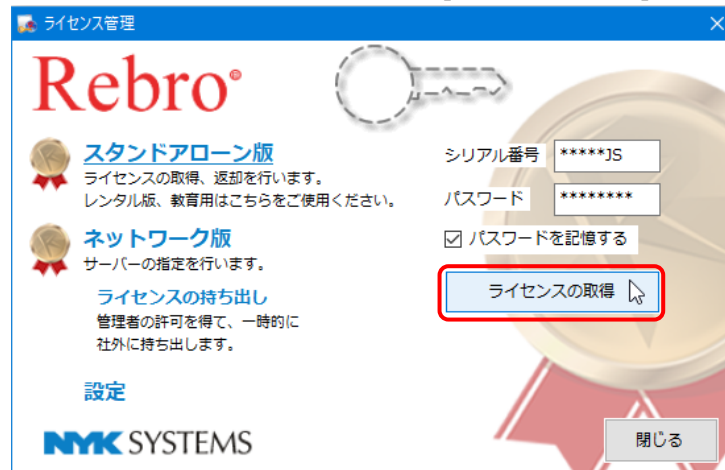 ライセンス管理
Rebro®
スタンドアローン版
ライセンスの取得、返却を行います。
レンタル版、教育用はこちらをご使用ください。
ネットワーク版
サーバーの指定を行います。
ライセンスの持ち出し
管理者の許可を得て、一時的に
社外に持ち出します。
設定
NYK SYSTEMS
シリアル番号 *****JS
パスワード ********
パスワードを記憶する
ライセンスの取得
閉じる